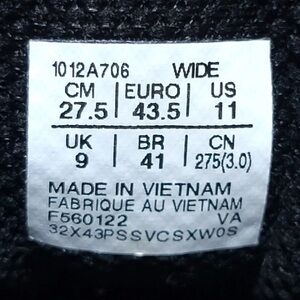 1012A706 WIDE
CM EURO US
27.5 43.5 11
UK BR CN
9 41 275(3.0)
MADE IN VIETNAM
FABRIQUE AU VIETNAM
F560122 VA
32X43PSSVCSXW0S